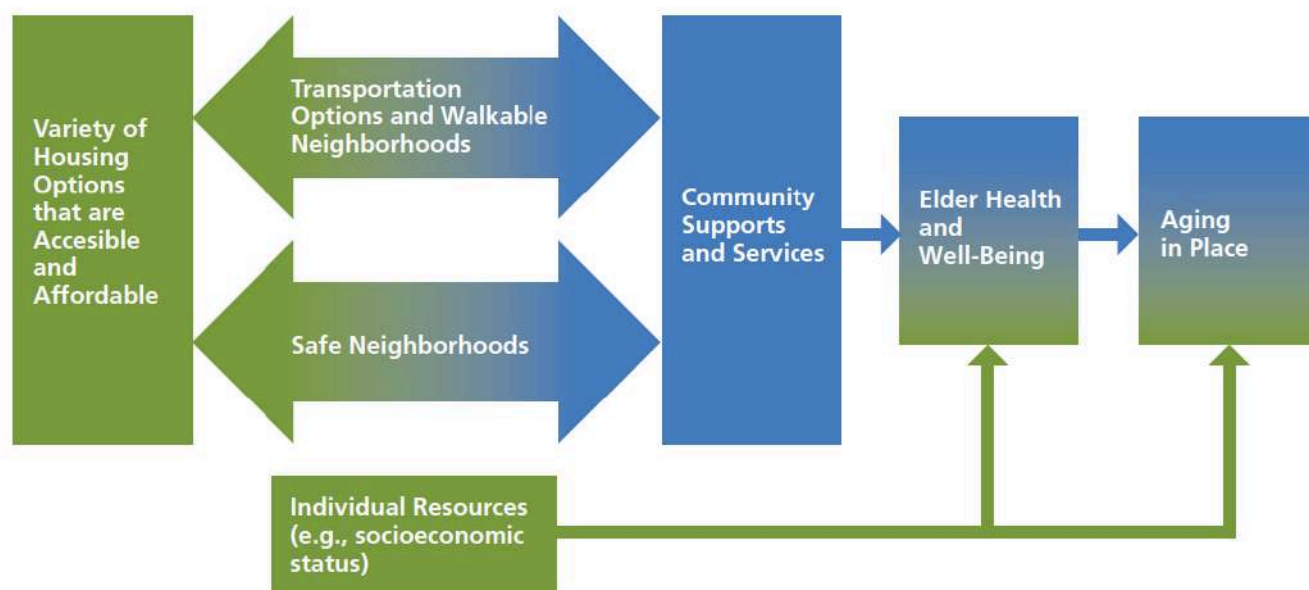 Variety of
Housing
Options
that are
Accesible
and
Affordable
Transportation
Options and Walkable
Neighborhoods
Safe Neighborhoods
Community
Supports
and Services
Elder Health
and
Well-Being
Aging
in Place
Individual Resources
(e.g., socioeconomic
status)